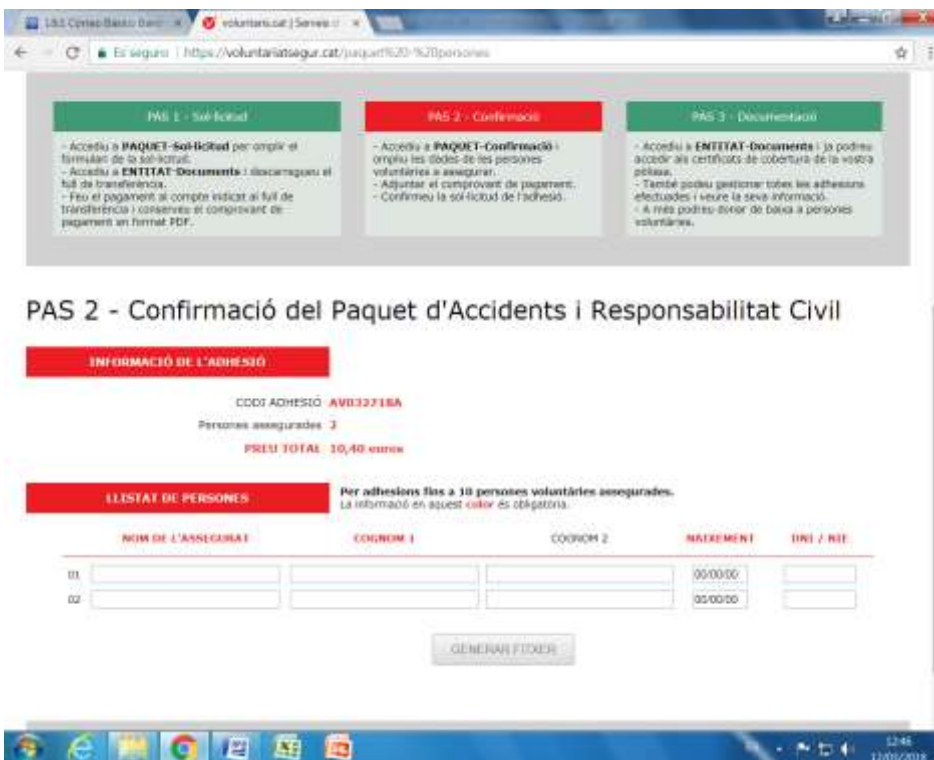 voluntaris.cat | Serveis
Es seguro | https://voluntariatsegur.cat/paquet%20-%20persones
PAS 1 - Sol·licitud
- Accediu a PAQUET-Sol·licitud per omplir el
formulari de la sol·licitud.
- Accediu a ENTITAT-Documents i descarregueu el
full de transferència.
- Feu el pagament al compte indicat al full de
transferència i conserveu el comprovant de
pagament en format PDF.
PAS 2 - Confirmació
- Accediu a PAQUET-Confirmació i
ompliu les dades de les persones
voluntàries a assegurar.
- Adjuntar el comprovant de pagament.
- Confirmeu la sol·licitud de l'adhesió.
PAS 3 - Documentació
- Accediu a ENTITAT-Documents i ja podreu
accedir als certificats de cobertura de la vostra
pòlissa.
- També podeu gestionar totes les adhesions
efectuades i veure la seva informació.
- A més podreu donar de baixa a persones
voluntàries.
PAS 2 - Confirmació del Paquet d'Accidents i Responsabilitat Civil
INFORMACIÓ DE L'ADHESIÓ
CODI ADHESIÓ AV032718A
Persones assegurades 2
PREU TOTAL 10,40 euros
LLISTAT DE PERSONES
Per adhesions fins a 10 persones voluntàries assegurades.
La informació en aquest color és obligatòria.
NOM DE L'ASSEGURAT COGNOM 1 COGNOM 2 NAIXEMENT DNI / NIE
01 00/00/00
02 00/00/00
GENERAR FITXER
12:46
12/03/2018